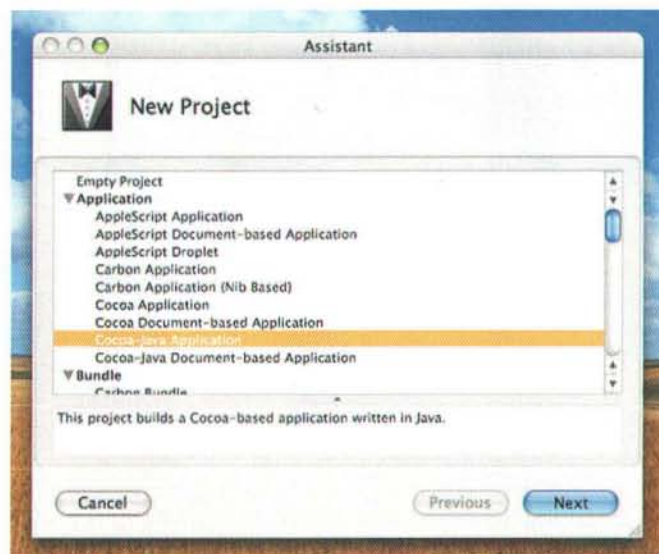 Assistant
New Project
Empty Project
Application
AppleScript Application
AppleScript Document-based Application
AppleScript Droplet
Carbon Application
Carbon Application (Nib Based)
Cocoa Application
Cocoa Document-based Application
Cocoa-Java Application
Cocoa-Java Document-based Application
Bundle
Carbon Bundle
This project builds a Cocoa-based application written in Java.
Cancel
Previous
Next